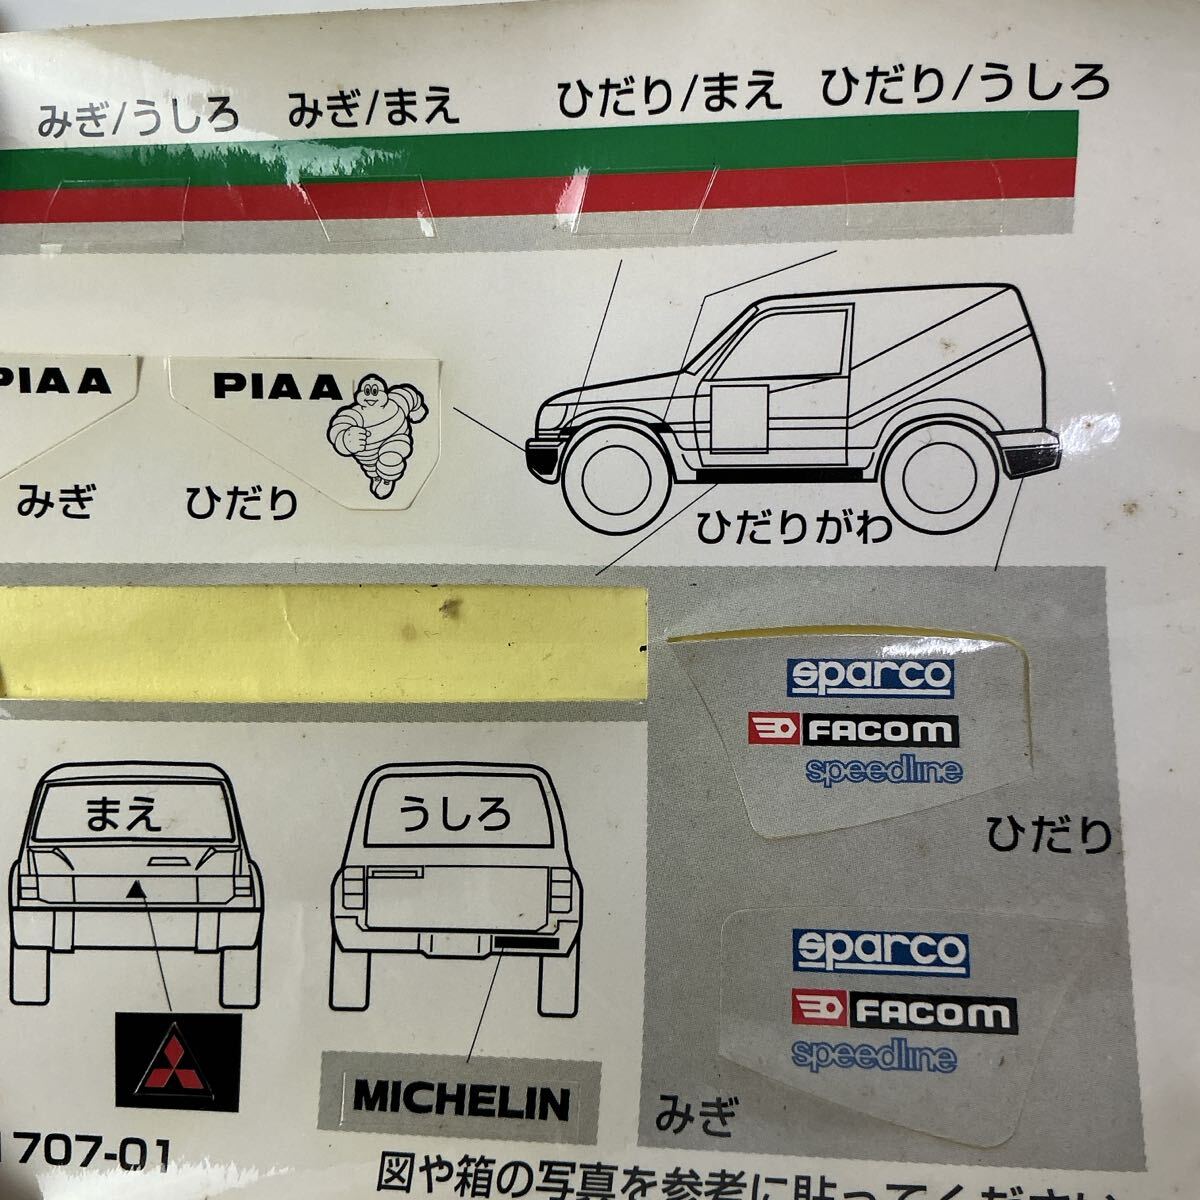 みぎ/うしろ みぎ/まえ ひだり/まえ ひだり/うしろ
PIAA PIAA
みぎ ひだり
ひだりがわ
sparco
FACOM
speedline
ひだり
まえ うしろ
sparco
FACOM
speedline
みぎ
MICHELIN
707-01
図や箱の写真を参考に貼ってください